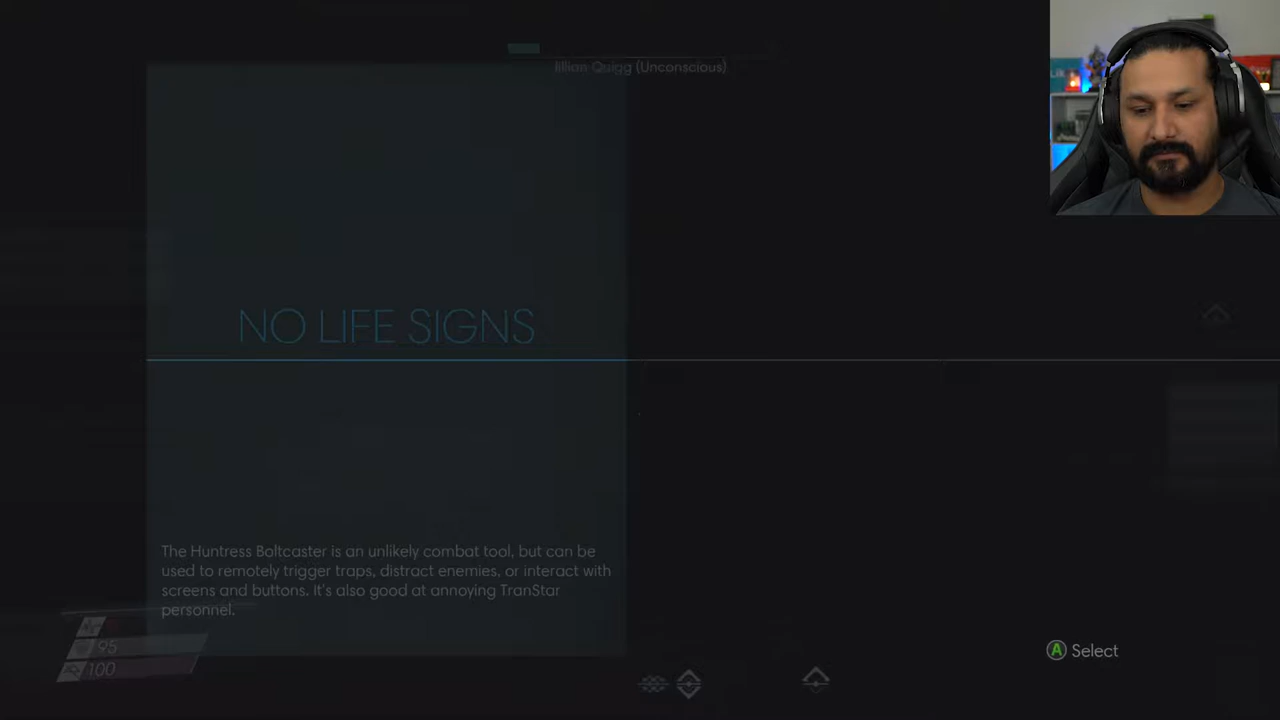 Jillian Quigg (Unconscious)
NO LIFE SIGNS
The Huntress Boltcaster is an unlikely combat tool, but can be
used to remotely trigger traps, distract enemies, or interact with
screens and buttons. It's also good at annoying TranStar
personnel.
95
100
A Select